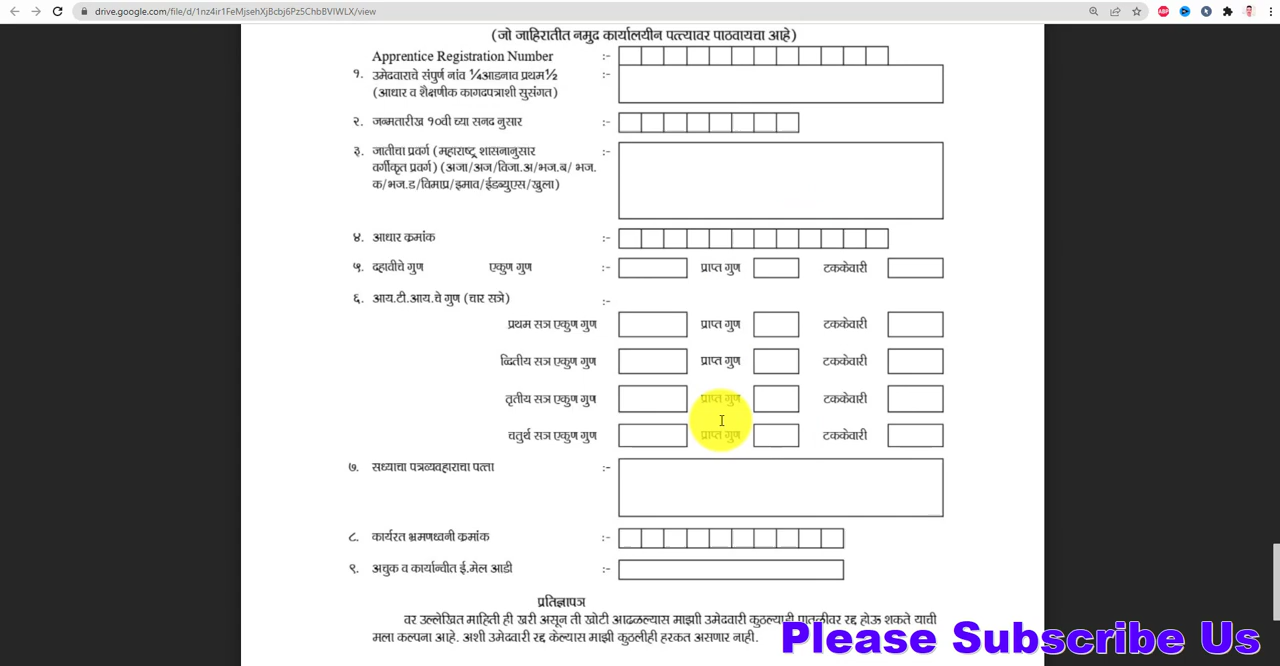 drive.google.com/file/d/1nz4ir1FeMjsehXjBcbj6Pz5ChbBVIWLX/view
(जो जाहिरातीत नमुद कार्यालयीन पत्त्यावर पाठवायचा आहे)
Apprentice Registration Number :-
१. उमेदवाराचे संपुर्ण नांव ¼आडनाव प्रथम½ :-
(आधार व शैक्षणीक कागदपत्राशी सुसंगत)
२. जन्मतारीख १०वी च्या सनद नुसार :-
३. जातीचा प्रवर्ग (महाराष्ट्र शासनानुसार :-
वर्गीकृत प्रवर्ग) (अजा/अज/विजा.अ/भज.ब/ भज.
क/भज.ड/विमाप्र/इमाव/ईडब्युएस/खुला)
४. आधार क्रमांक :-
५. दहावीचे गुण एकुण गुण :- प्राप्त गुण टक्केवारी
६. आय.टी.आय.चे गुण (चार सत्रे) :-
प्रथम सत्र एकुण गुण प्राप्त गुण टक्केवारी
व्दितीय सत्र एकुण गुण प्राप्त गुण टक्केवारी
तृतीय सत्र एकुण गुण प्राप्त गुण टक्केवारी
चतुर्थ सत्र एकुण गुण प्राप्त गुण टक्केवारी
७. सध्याचा पत्रव्यवहाराचा पत्ता :-
८. कार्यरत भ्रमणध्वनी क्रमांक :-
९. अचुक व कार्यान्वीत ई.मेल आडी :-
प्रतिज्ञापत्र
वर उल्लेखित माहिती ही खरी असून ती खोटी आढळल्यास माझी उमेदवारी कुठल्याही पातळीवर रद्द होऊ शकते याची
मला कल्पना आहे. अशी उमेदवारी रद्द केल्यास माझी कुठलीही हरकत असणार नाही.
Please Subscribe Us